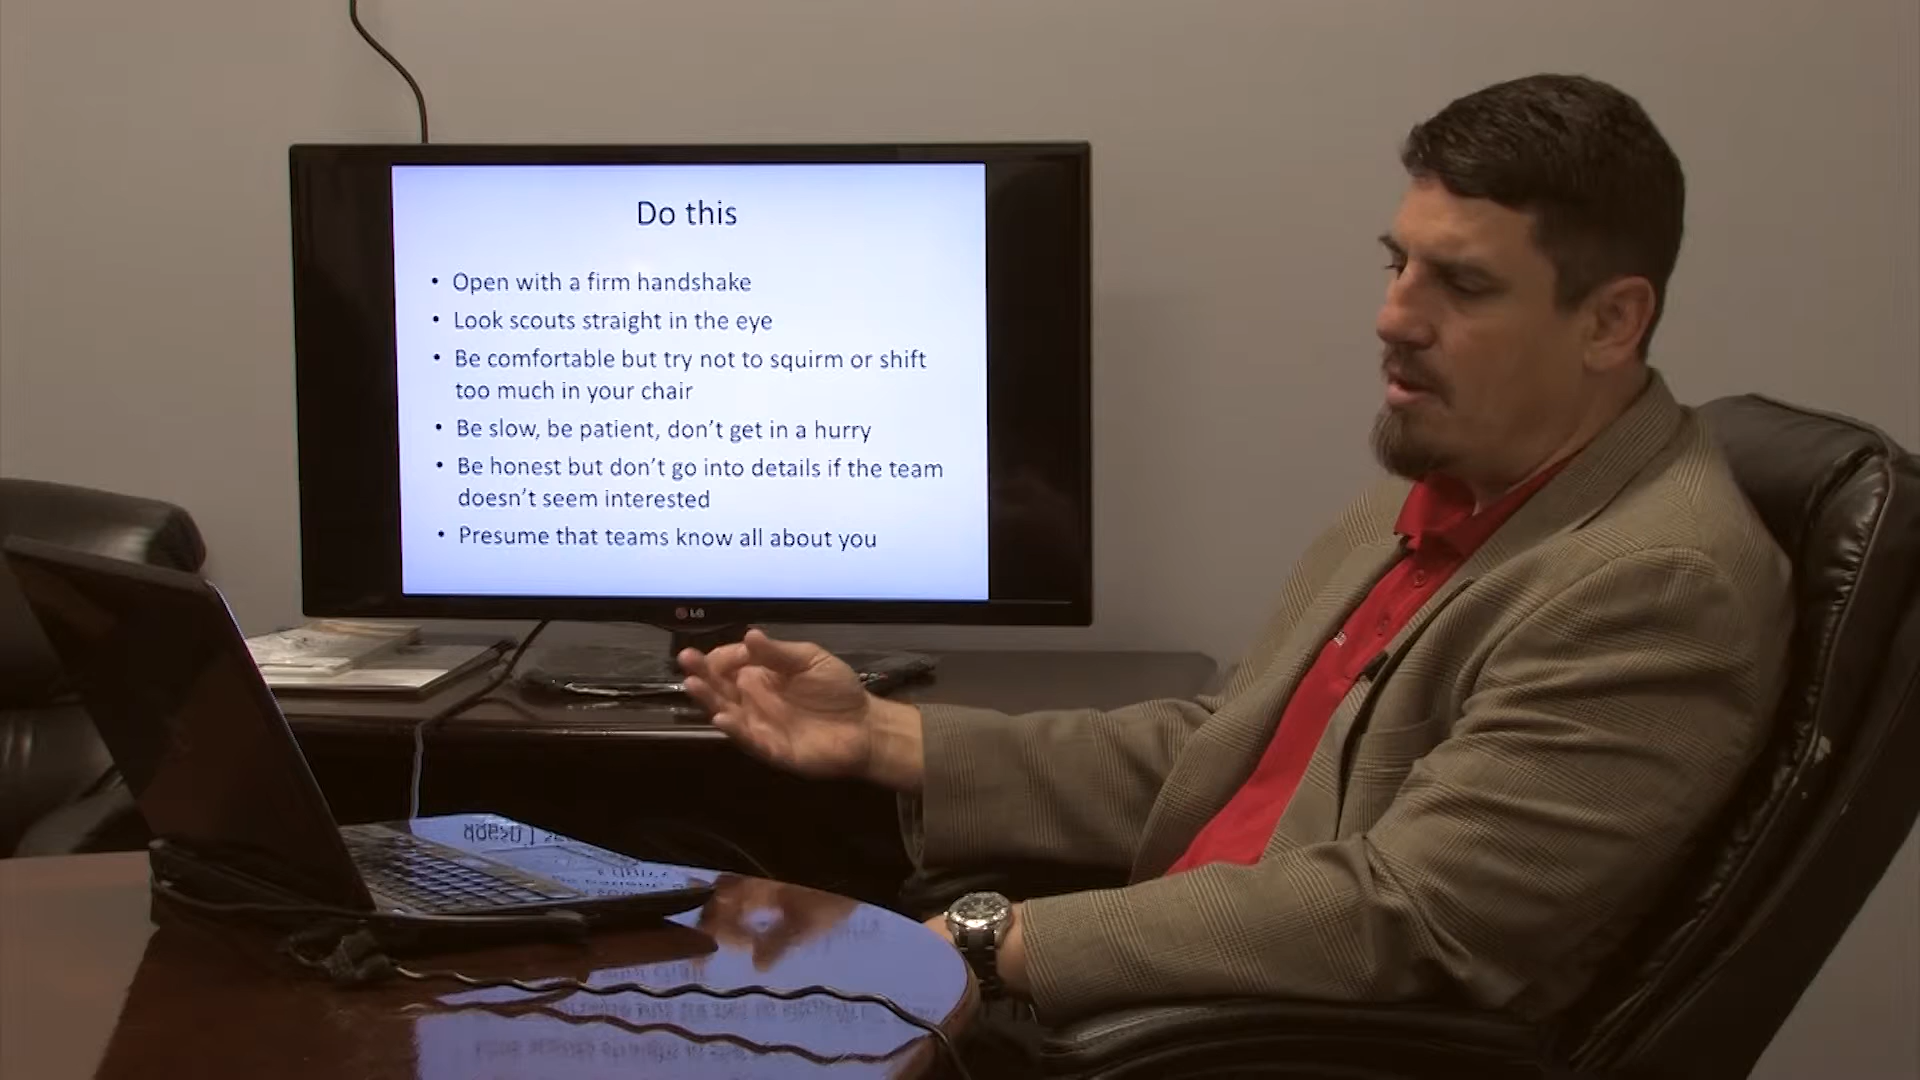 Do this
• Open with a firm handshake
• Look scouts straight in the eye
• Be comfortable but try not to squirm or shift
too much in your chair
• Be slow, be patient, don't get in a hurry
• Be honest but don't go into details if the team
doesn't seem interested
• Presume that teams know all about you
LG